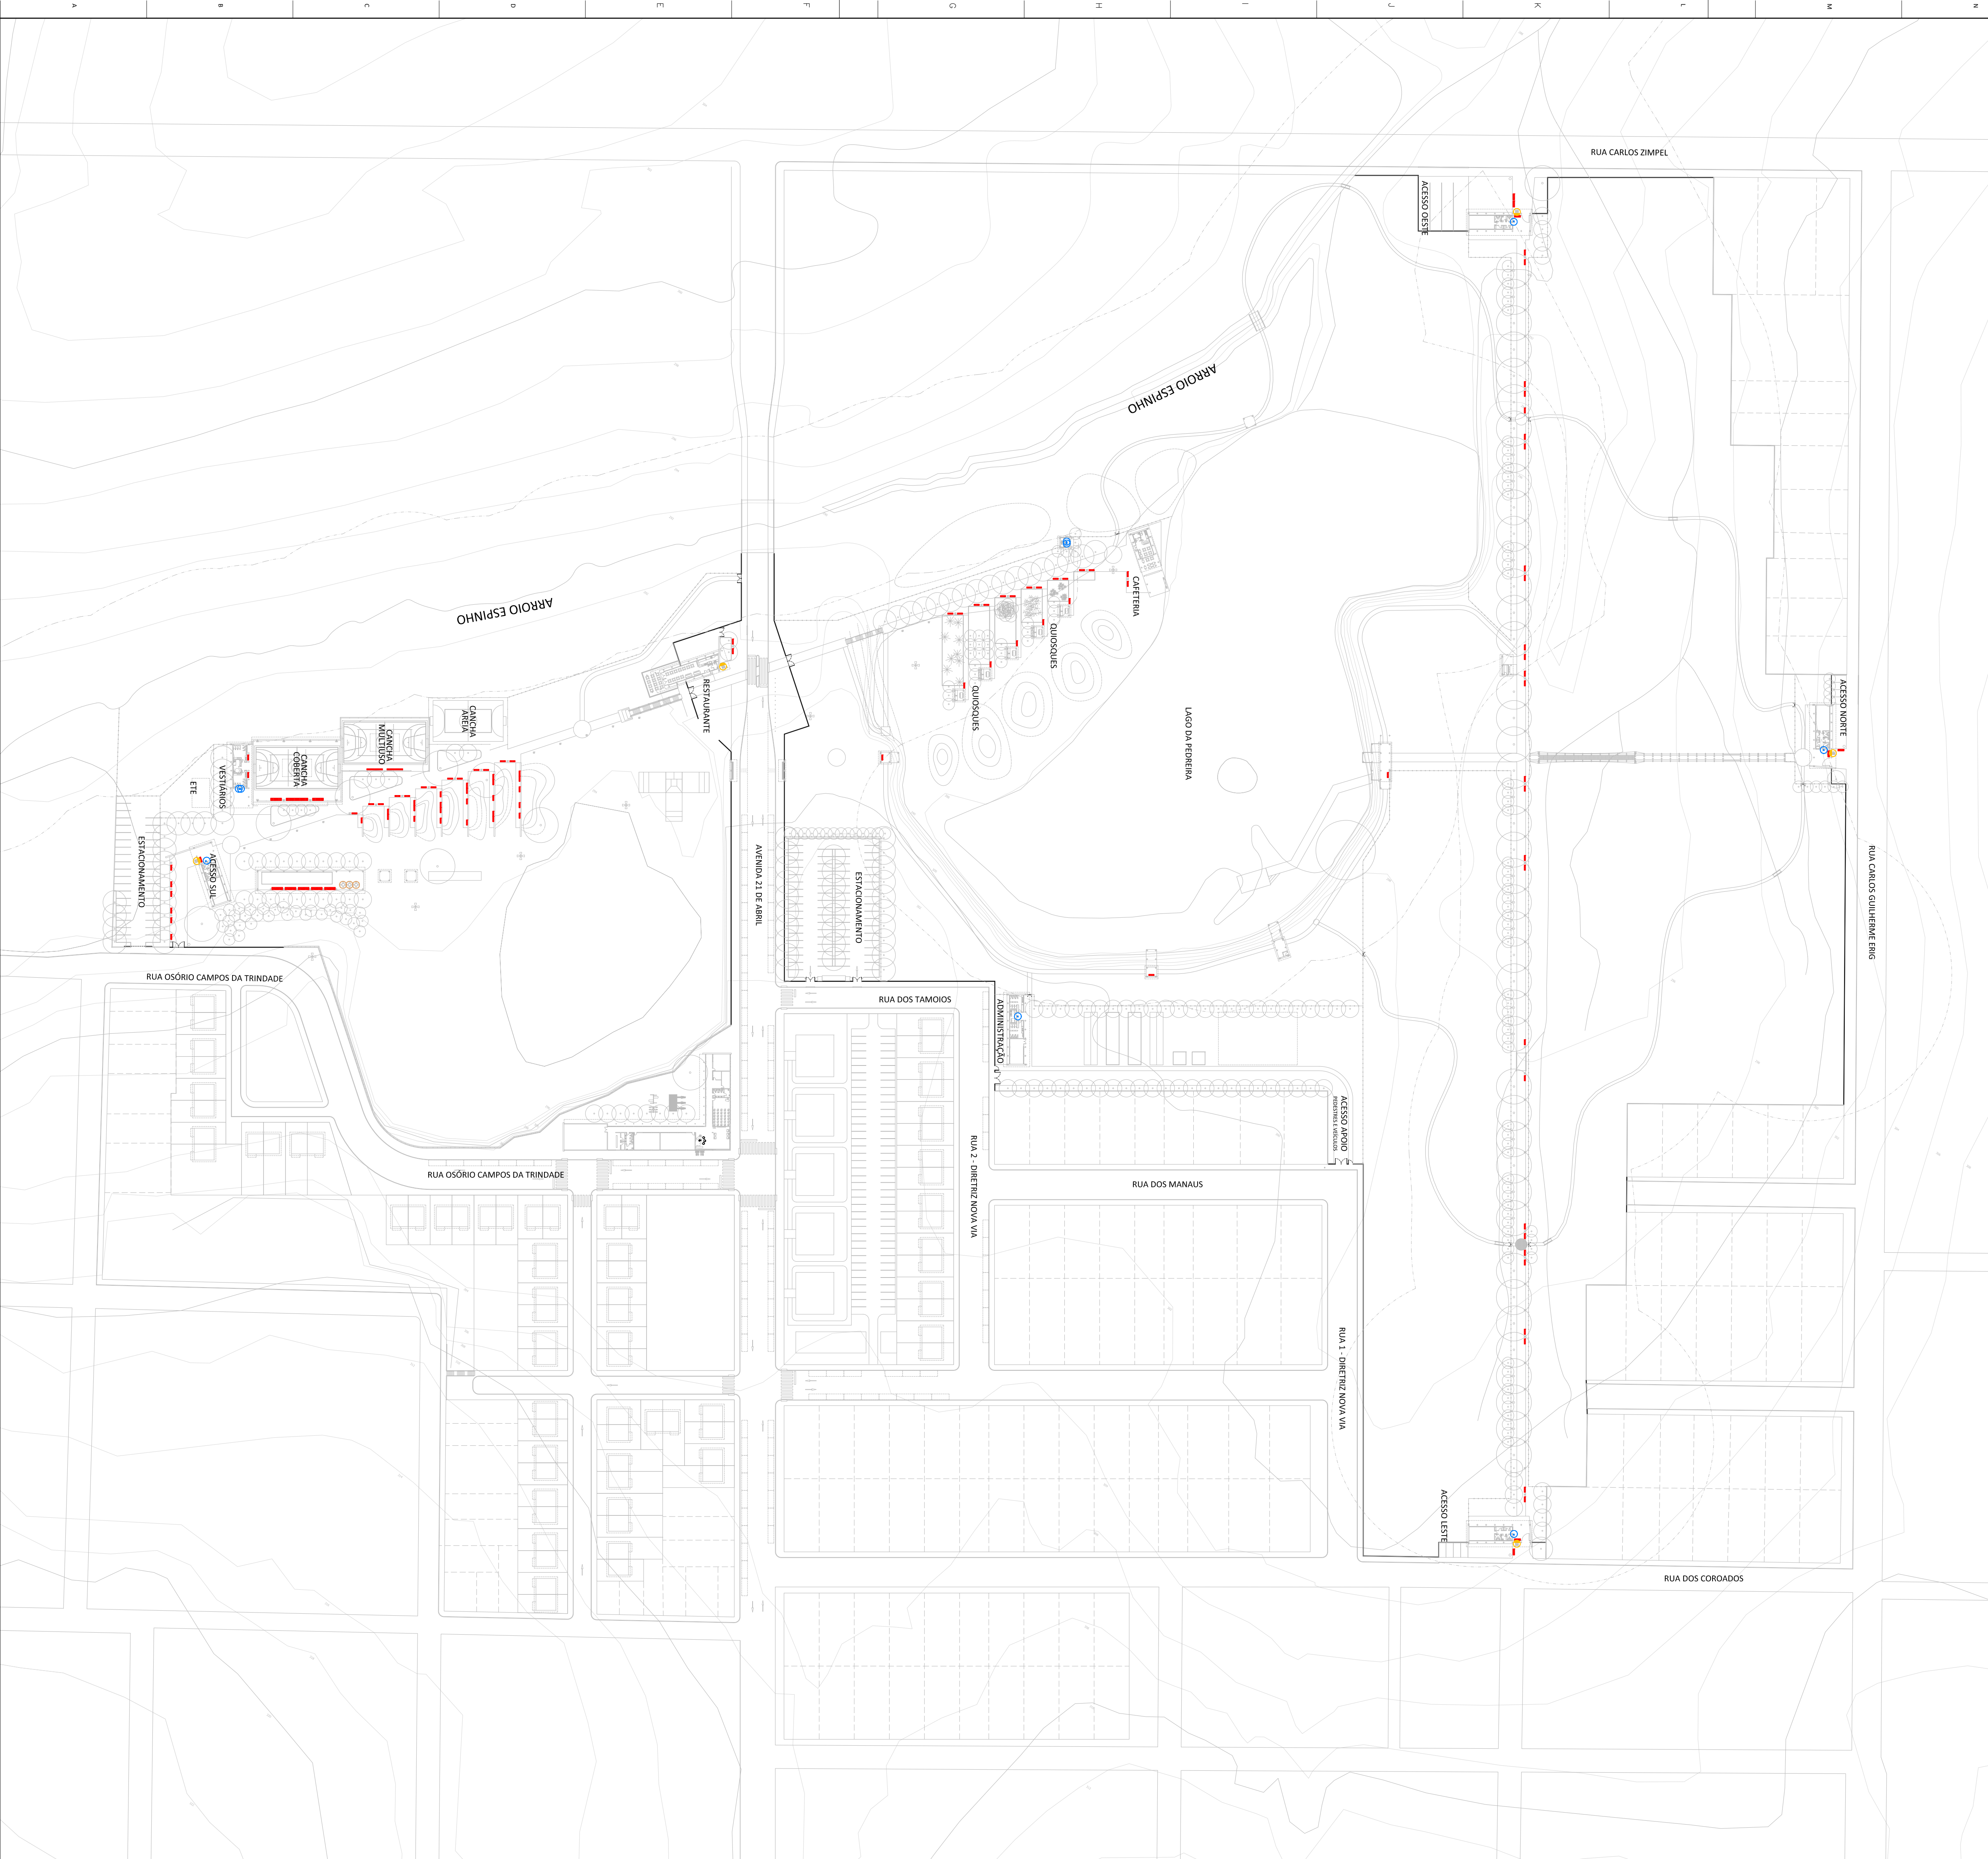 A
B
C
D
E
F
G
H
I
J
K
L
M
N
RUA CARLOS ZIMPEL
ACESSO OESTE
ARROIO ESPINHO
CAFETERIA
ARROIO ESPINHO
QUIOSQUES
QUIOSQUES
RESTAURANTE
CANCHA
AREIA
CANCHA
MULTIUSO
CANCHA
COBERTA
VESTIÁRIOS
ETE
LAGO DA PEDREIRA
ACESSO NORTE
ESTACIONAMENTO
ACESSO SUL
AVENIDA 21 DE ABRIL
ESTACIONAMENTO
RUA CARLOS GUILHERME ERIG
RUA OSÓRIO CAMPOS DA TRINDADE
RUA DOS TAMOIOS
ADMINISTRAÇÃO
ACESSO APOIO
PEDESTRES E VEÍCULOS
RUA OSÓRIO CAMPOS DA TRINDADE
RUA 2 - DIRETRIZ NOVA VIA
RUA DOS MANAUS
RUA 1 - DIRETRIZ NOVA VIA
ACESSO LESTE
RUA DOS COROADOS